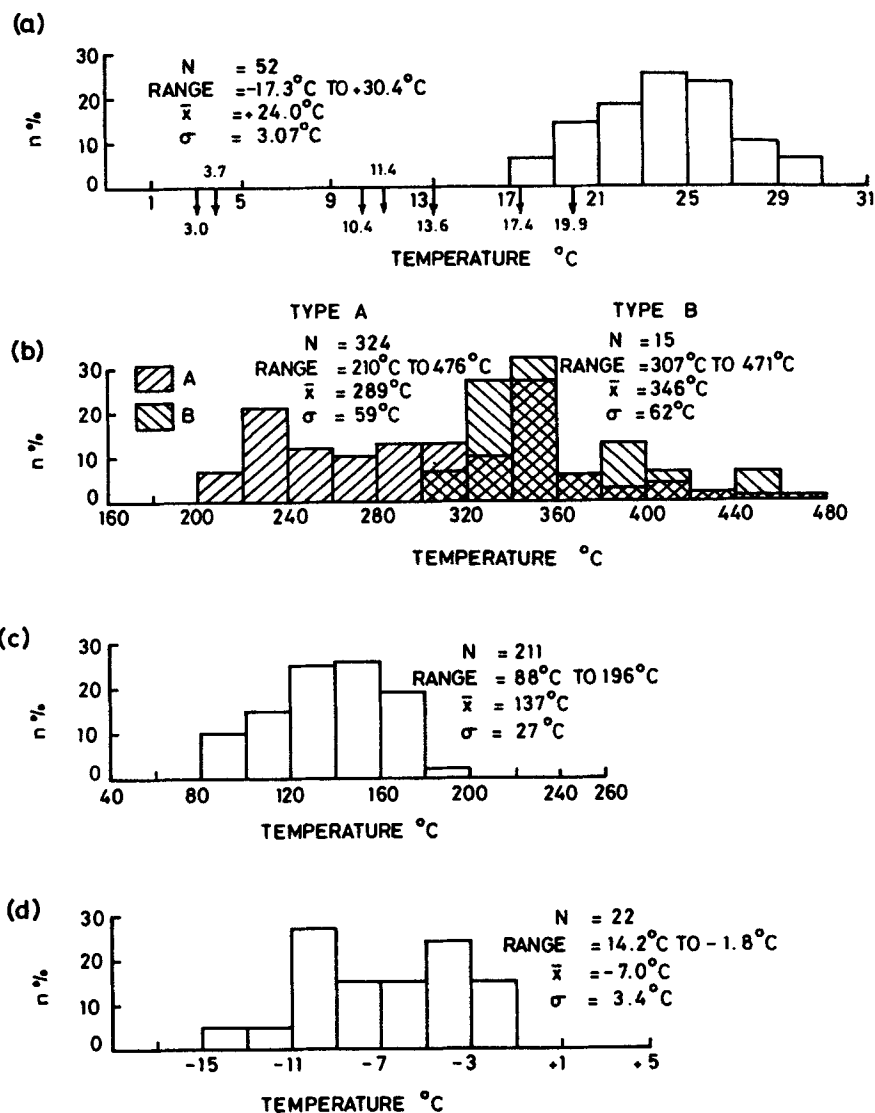 (a)
N = 52
RANGE =-17.3°C TO +30.4°C
x̄ =+24.0°C
σ = 3.07°C
n%
30
20
10
0
3.7 11.4
1 5 9 13 17 21 25 29 31
3.0 10.4 13.6 17.4 19.9
TEMPERATURE °C
(b)
TYPE A
N = 324
RANGE =210°C TO 476°C
x̄ =289°C
σ = 59°C
TYPE B
N =15
RANGE =307°C TO 471°C
x̄ =346°C
σ =62°C
A
B
n%
30
20
10
0
160 200 240 280 320 360 400 440 480
TEMPERATURE °C
(c)
N = 211
RANGE = 88°C TO 196°C
x̄ = 137°C
σ = 27°C
n%
30
20
10
0
40 80 120 160 200 240 260
TEMPERATURE °C
(d)
N = 22
RANGE =14.2°C TO -1.8°C
x̄ =-7.0°C
σ = 3.4°C
n%
30
20
10
0
-15 -11 -7 -3 +1 +5
TEMPERATURE °C